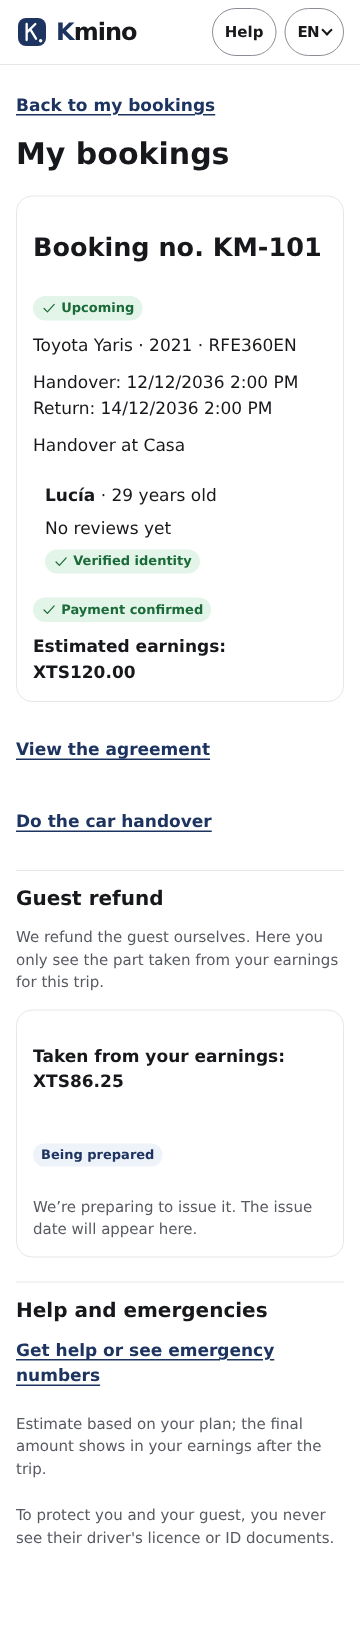 K. Kmino
Help
EN
Back to my bookings
My bookings
Booking no. KM-101
Upcoming
Toyota Yaris · 2021 · RFE360EN
Handover: 12/12/2036 2:00 PM
Return: 14/12/2036 2:00 PM
Handover at Casa
Lucía · 29 years old
No reviews yet
Verified identity
Payment confirmed
Estimated earnings:
XTS120.00
View the agreement
Do the car handover
Guest refund
We refund the guest ourselves. Here you
only see the part taken from your earnings
for this trip.
Taken from your earnings:
XTS86.25
Being prepared
We’re preparing to issue it. The issue
date will appear here.
Help and emergencies
Get help or see emergency
numbers
Estimate based on your plan; the final
amount shows in your earnings after the
trip.
To protect you and your guest, you never
see their driver's licence or ID documents.